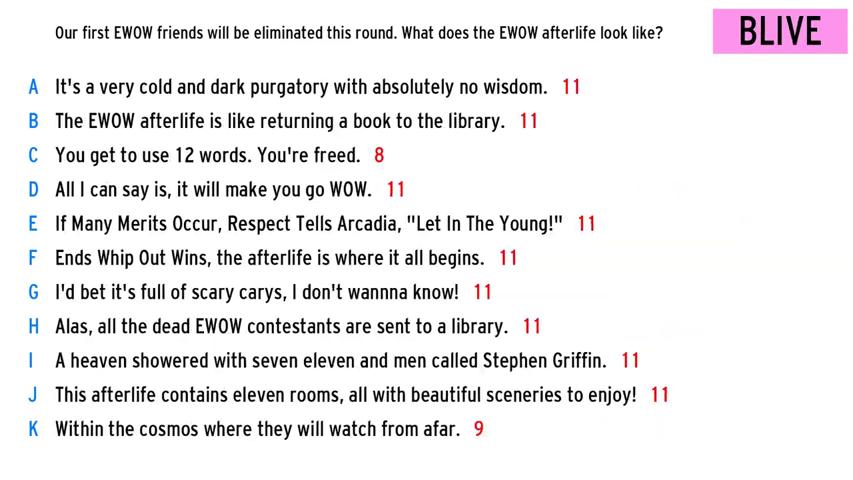 Our first EWOW friends will be eliminated this round. What does the EWOW afterlife look like?
BLIVE
A It's a very cold and dark purgatory with absolutely no wisdom. 11
B The EWOW afterlife is like returning a book to the library. 11
C You get to use 12 words. You're freed. 8
D All I can say is, it will make you go WOW. 11
E If Many Merits Occur, Respect Tells Arcadia, "Let In The Young!" 11
F Ends Whip Out Wins, the afterlife is where it all begins. 11
G I'd bet it's full of scary carys, I don't wannna know! 11
H Alas, all the dead EWOW contestants are sent to a library. 11
I A heaven showered with seven eleven and men called Stephen Griffin. 11
J This afterlife contains eleven rooms, all with beautiful sceneries to enjoy! 11
K Within the cosmos where they will watch from afar. 9